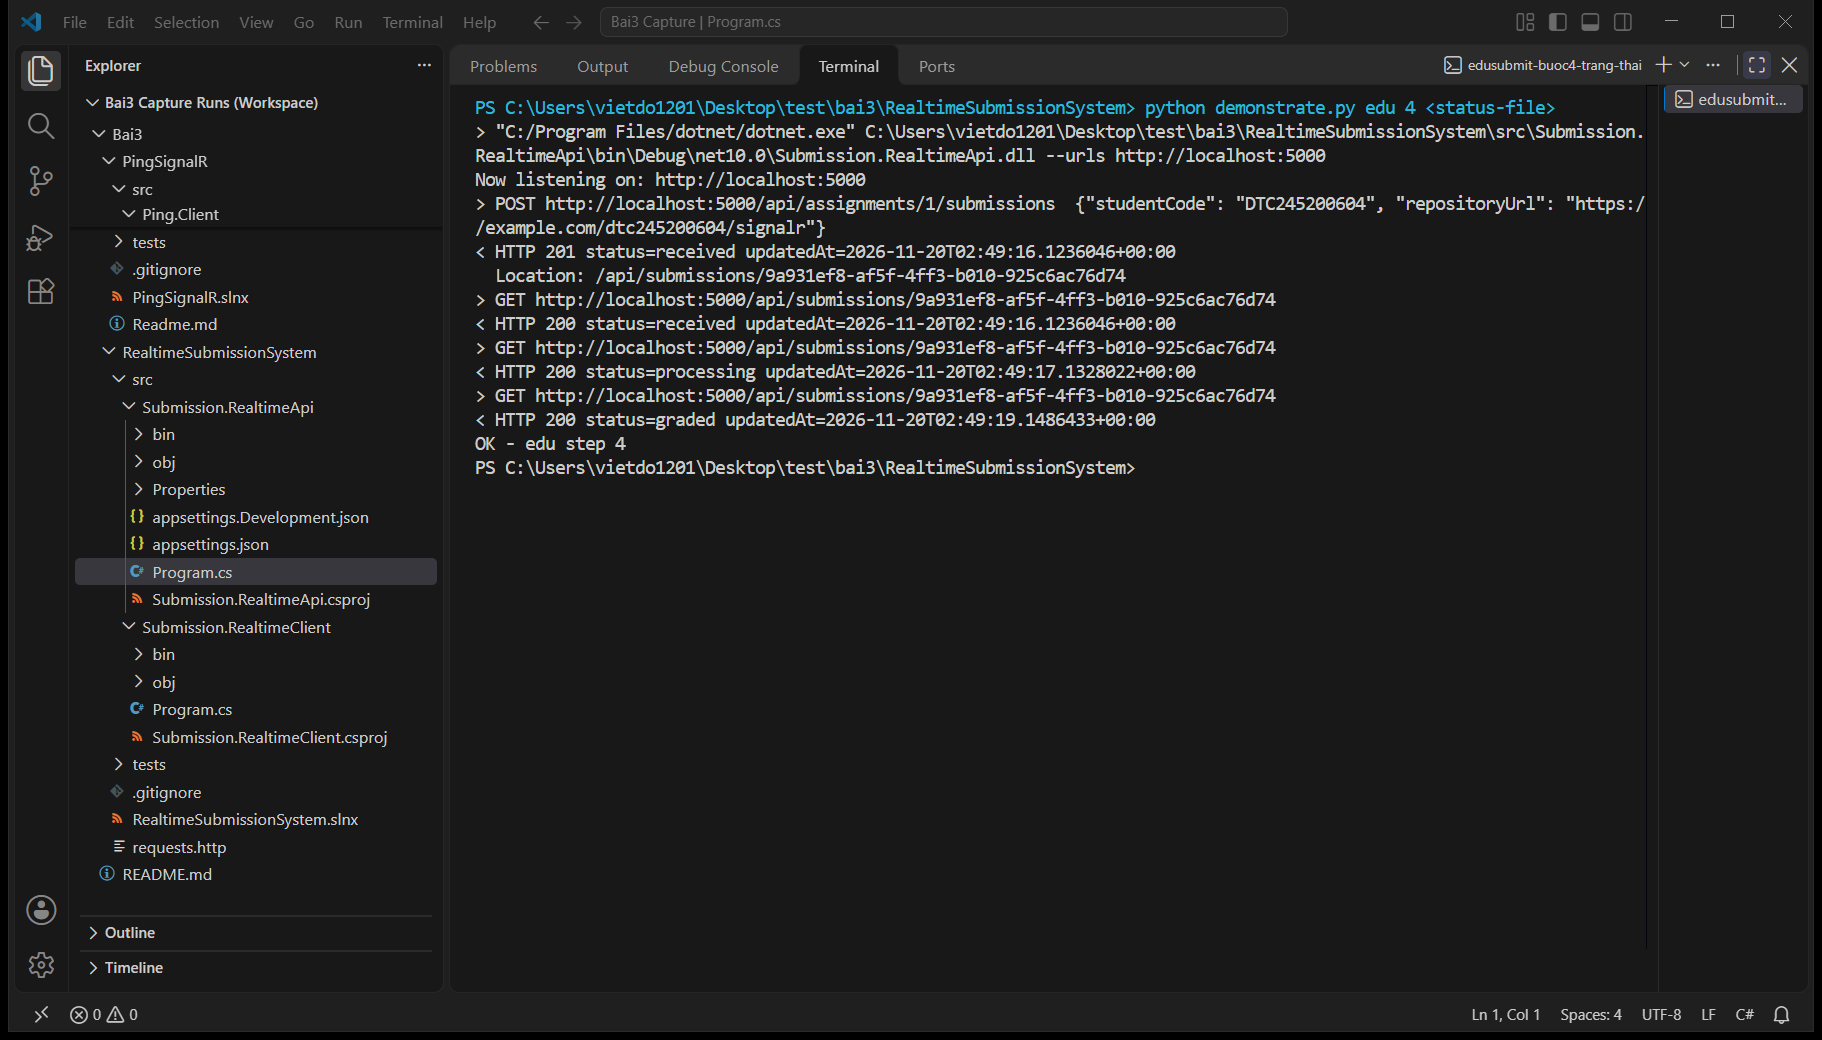 File Edit Selection View Go Run Terminal Help
Bai3 Capture | Program.cs
Explorer
Bai3 Capture Runs (Workspace)
Bai3
PingSignalR
src
Ping.Client
tests
.gitignore
PingSignalR.slnx
Readme.md
RealtimeSubmissionSystem
src
Submission.RealtimeApi
bin
obj
Properties
appsettings.Development.json
appsettings.json
Program.cs
Submission.RealtimeApi.csproj
Submission.RealtimeClient
bin
obj
Program.cs
Submission.RealtimeClient.csproj
tests
.gitignore
RealtimeSubmissionSystem.slnx
requests.http
README.md
Outline
Timeline
Problems Output Debug Console Terminal Ports
edusubmit-buoc4-trang-thai
edusubmit...
PS C:\Users\vietdo1201\Desktop\test\bai3\RealtimeSubmissionSystem> python demonstrate.py edu 4 <status-file>
> "C:/Program Files/dotnet/dotnet.exe" C:\Users\vietdo1201\Desktop\test\bai3\RealtimeSubmissionSystem\src\Submission.
RealtimeApi\bin\Debug\net10.0\Submission.RealtimeApi.dll --urls http://localhost:5000
Now listening on: http://localhost:5000
> POST http://localhost:5000/api/assignments/1/submissions  {"studentCode": "DTC245200604", "repositoryUrl": "https:/
/example.com/dtc245200604/signalr"}
< HTTP 201 status=received updatedAt=2026-11-20T02:49:16.1236046+00:00
  Location: /api/submissions/9a931ef8-af5f-4ff3-b010-925c6ac76d74
> GET http://localhost:5000/api/submissions/9a931ef8-af5f-4ff3-b010-925c6ac76d74
< HTTP 200 status=received updatedAt=2026-11-20T02:49:16.1236046+00:00
> GET http://localhost:5000/api/submissions/9a931ef8-af5f-4ff3-b010-925c6ac76d74
< HTTP 200 status=processing updatedAt=2026-11-20T02:49:17.1328022+00:00
> GET http://localhost:5000/api/submissions/9a931ef8-af5f-4ff3-b010-925c6ac76d74
< HTTP 200 status=graded updatedAt=2026-11-20T02:49:19.1486433+00:00
OK - edu step 4
PS C:\Users\vietdo1201\Desktop\test\bai3\RealtimeSubmissionSystem>
0 0
Ln 1, Col 1 Spaces: 4 UTF-8 LF C#